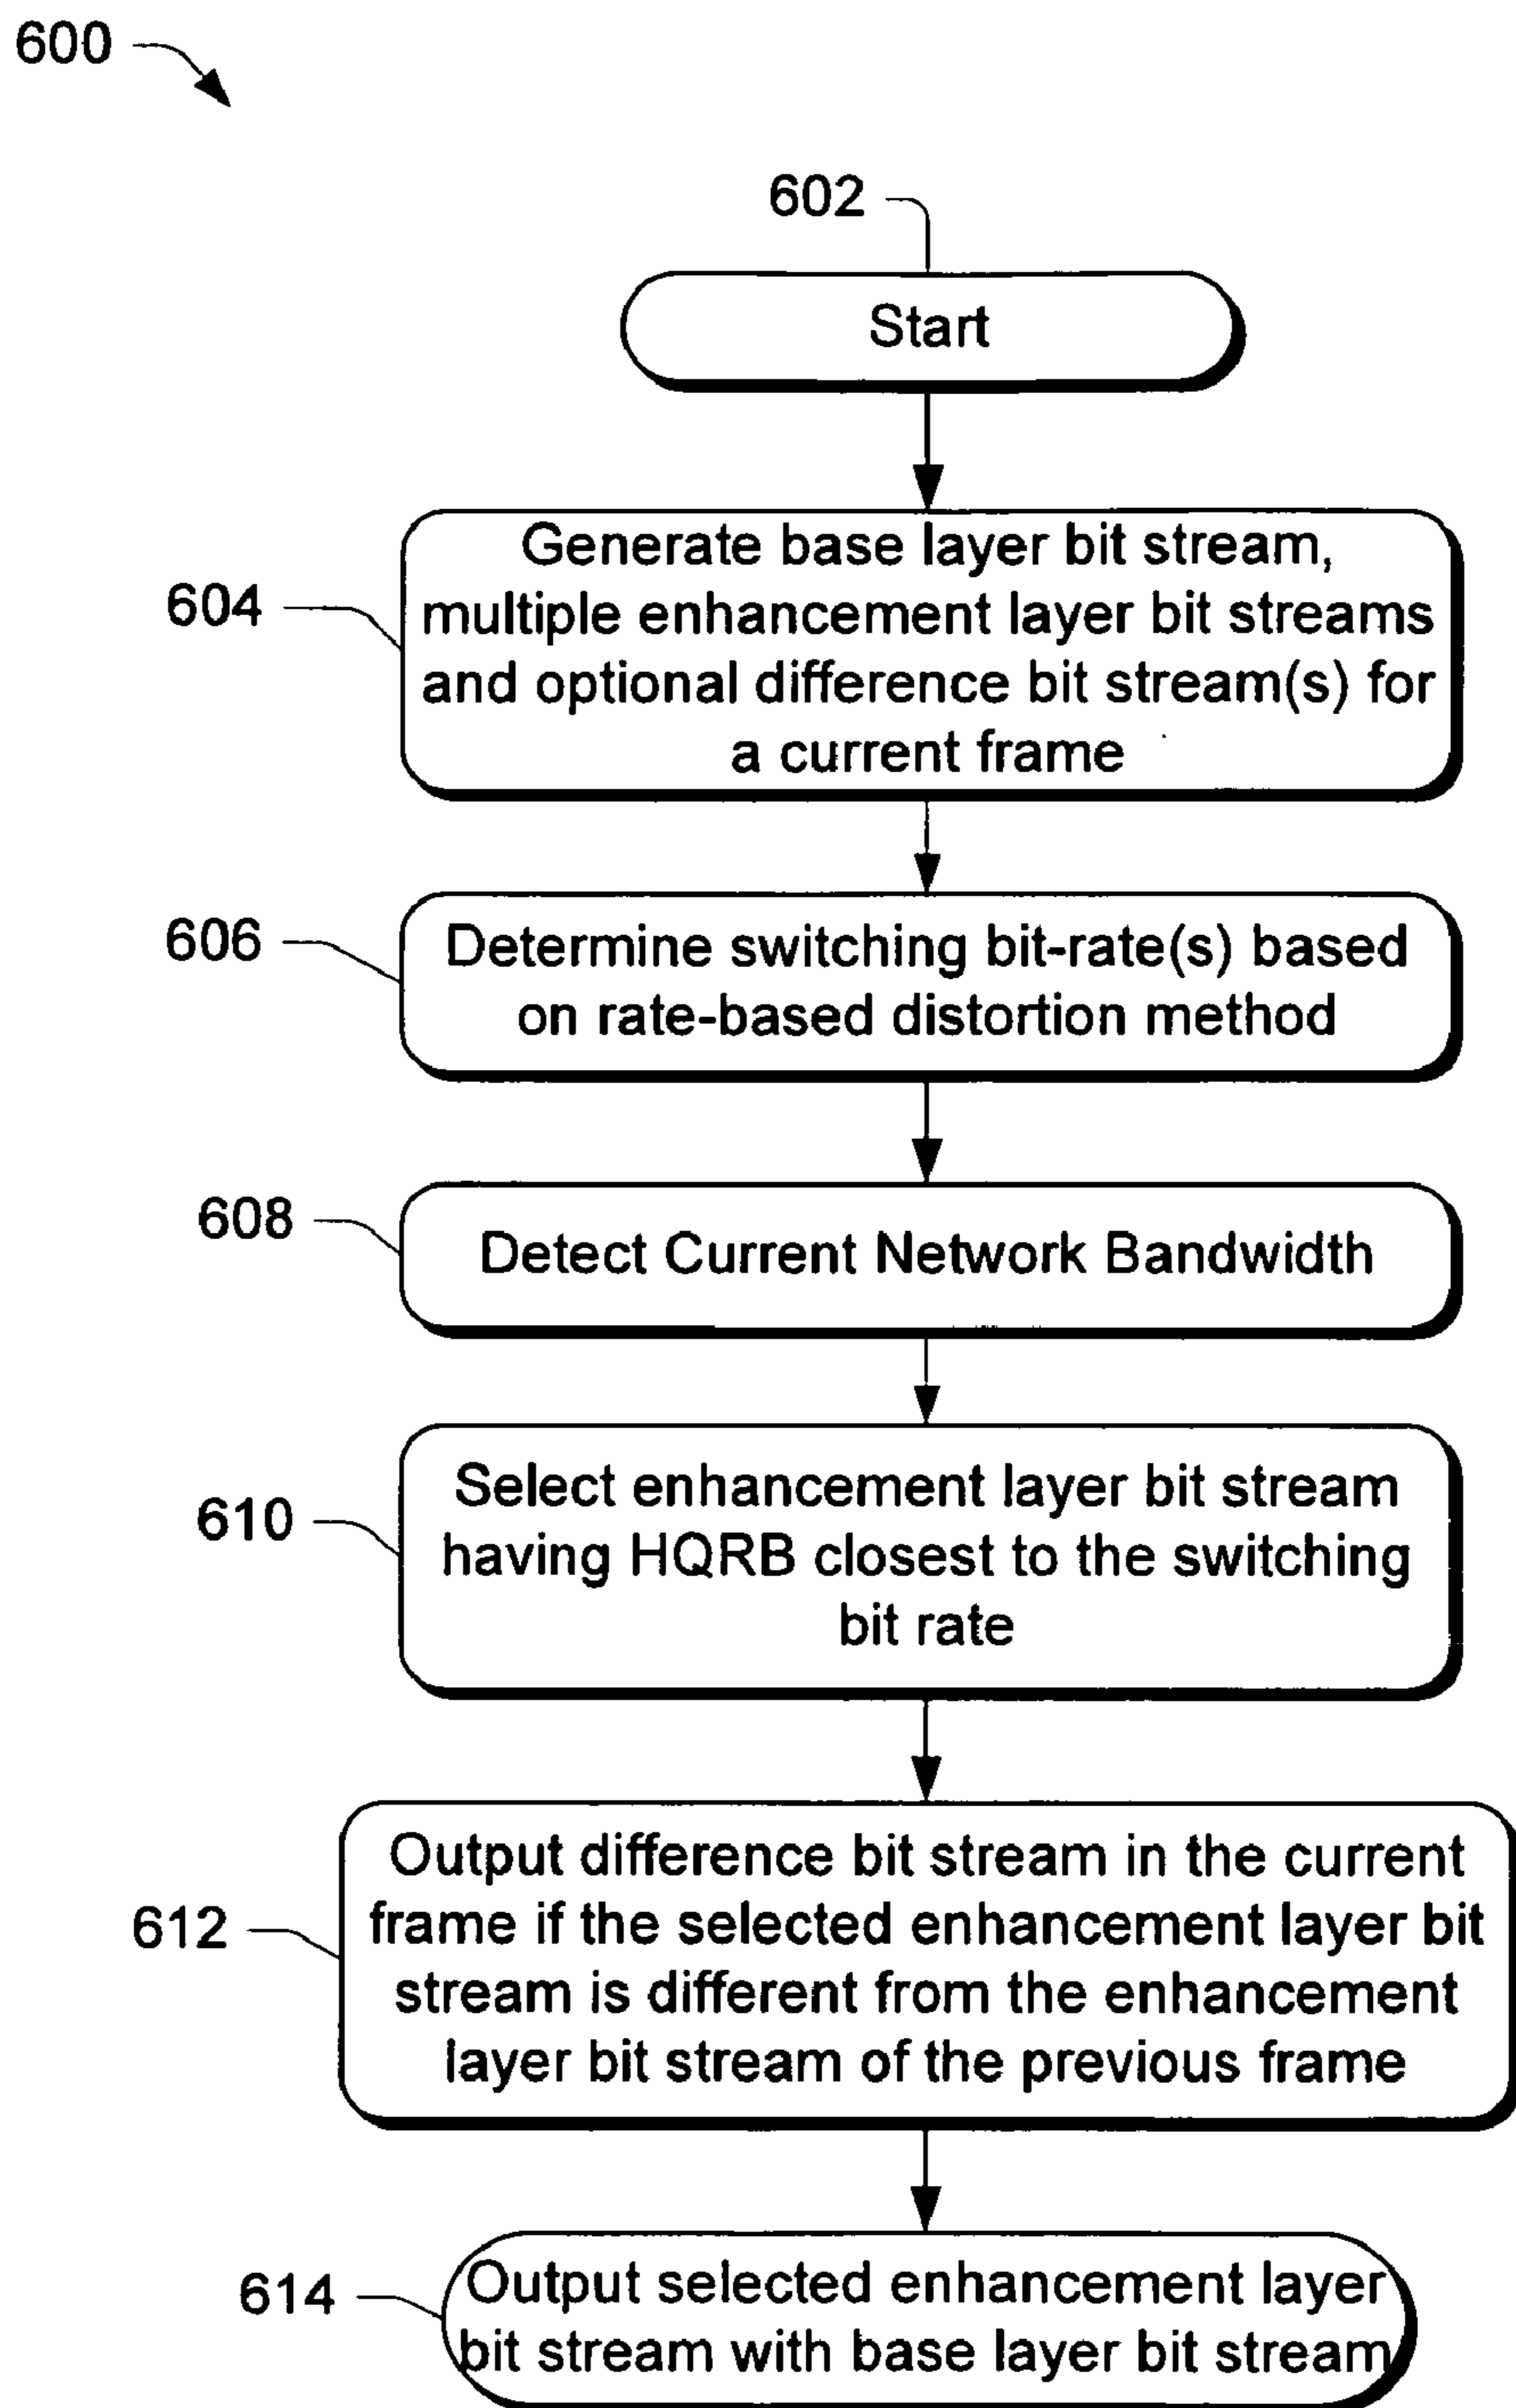 600
602
Start
604
Generate base layer bit stream,
multiple enhancement layer bit streams
and optional difference bit stream(s) for
a current frame
606
Determine switching bit-rate(s) based
on rate-based distortion method
608
Detect Current Network Bandwidth
610
Select enhancement layer bit stream
having HQRB closest to the switching
bit rate
612
Output difference bit stream in the current
frame if the selected enhancement layer bit
stream is different from the enhancement
layer bit stream of the previous frame
614
Output selected enhancement layer
bit stream with base layer bit stream